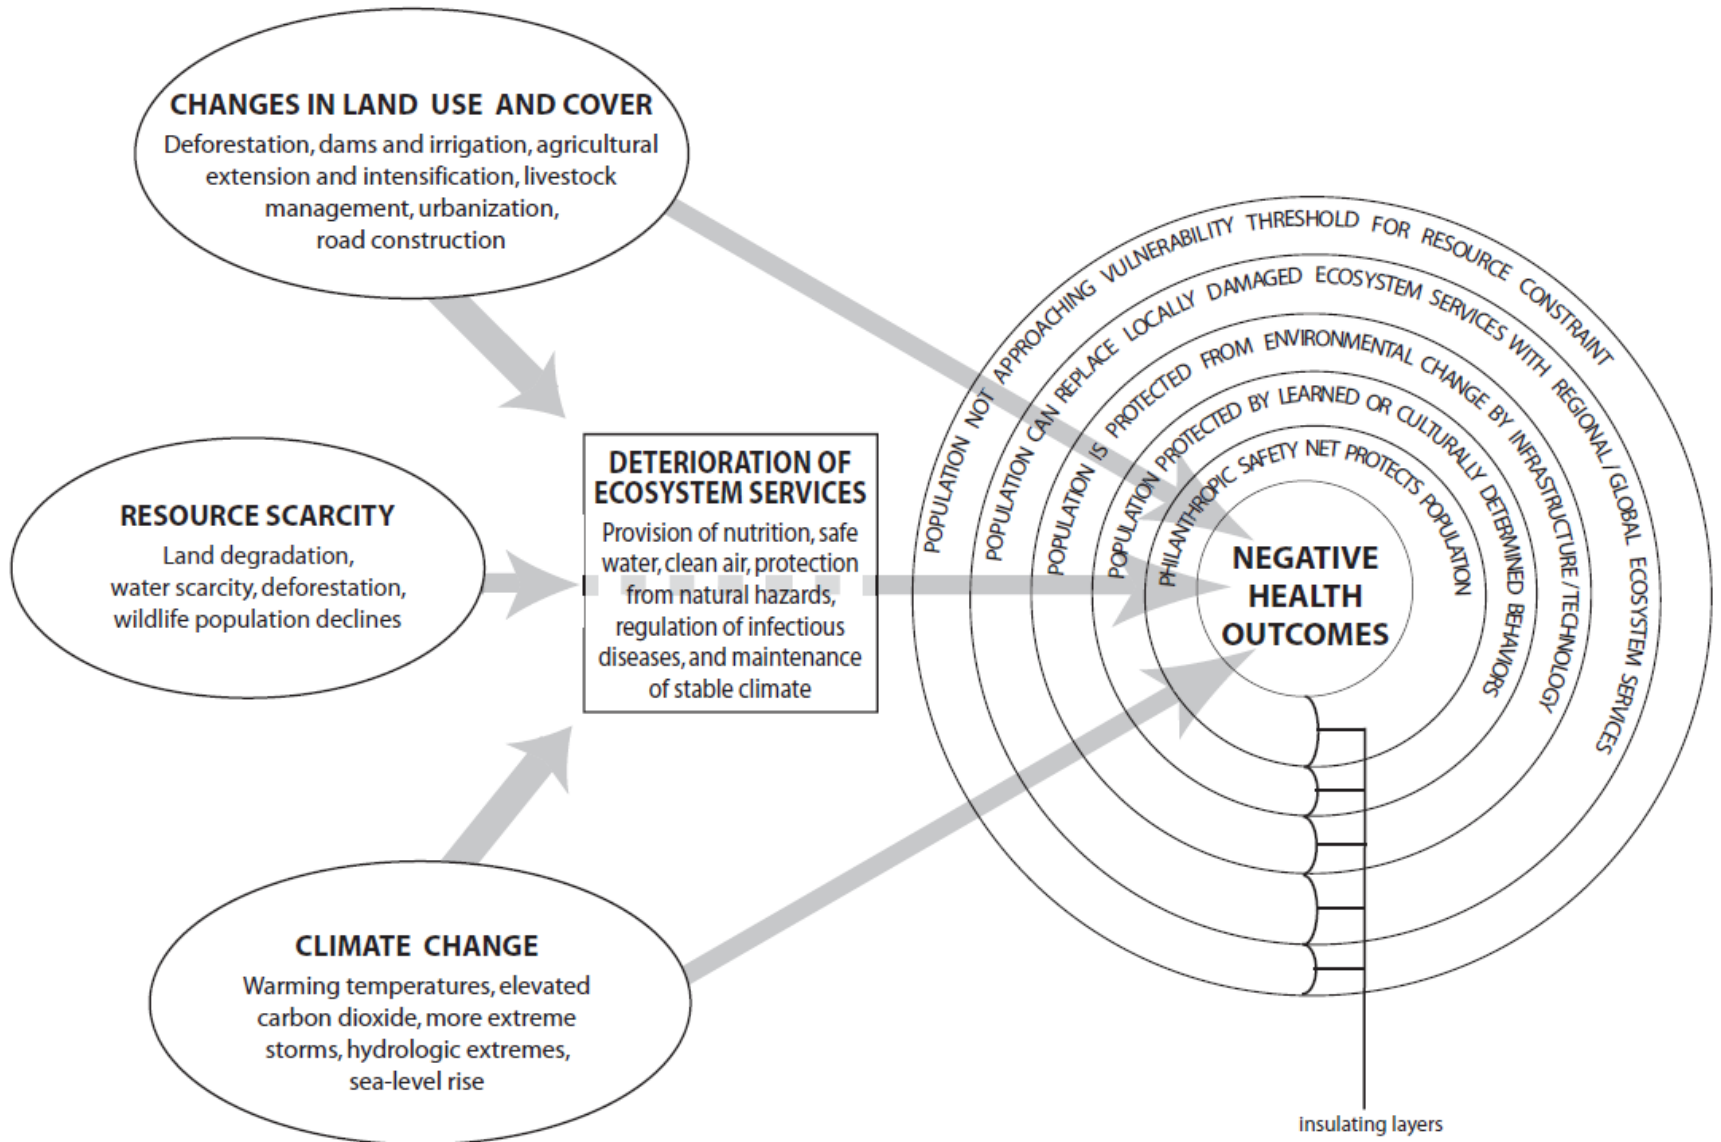 CHANGES IN LAND USE AND COVER
Deforestation, dams and irrigation, agricultural
extension and intensification, livestock
management, urbanization,
road construction
RESOURCE SCARCITY
Land degradation,
water scarcity, deforestation,
wildlife population declines
CLIMATE CHANGE
Warming temperatures, elevated
carbon dioxide, more extreme
storms, hydrologic extremes,
sea-level rise
DETERIORATION OF
ECOSYSTEM SERVICES
Provision of nutrition, safe
water, clean air, protection
from natural hazards,
regulation of infectious
diseases, and maintenance
of stable climate
POPULATION NOT APPROACHING VULNERABILITY THRESHOLD FOR RESOURCE CONSTRAINT
POPULATION CAN REPLACE LOCALLY DAMAGED ECOSYSTEM SERVICES WITH REGIONAL/GLOBAL ECOSYSTEM SERVICES
POPULATION IS PROTECTED FROM ENVIRONMENTAL CHANGE BY INFRASTRUCTURE/TECHNOLOGY
POPULATION PROTECTED BY LEARNED OR CULTURALLY DETERMINED BEHAVIORS
PHILANTHROPIC SAFETY NET PROTECTS POPULATION
NEGATIVE
HEALTH
OUTCOMES
insulating layers